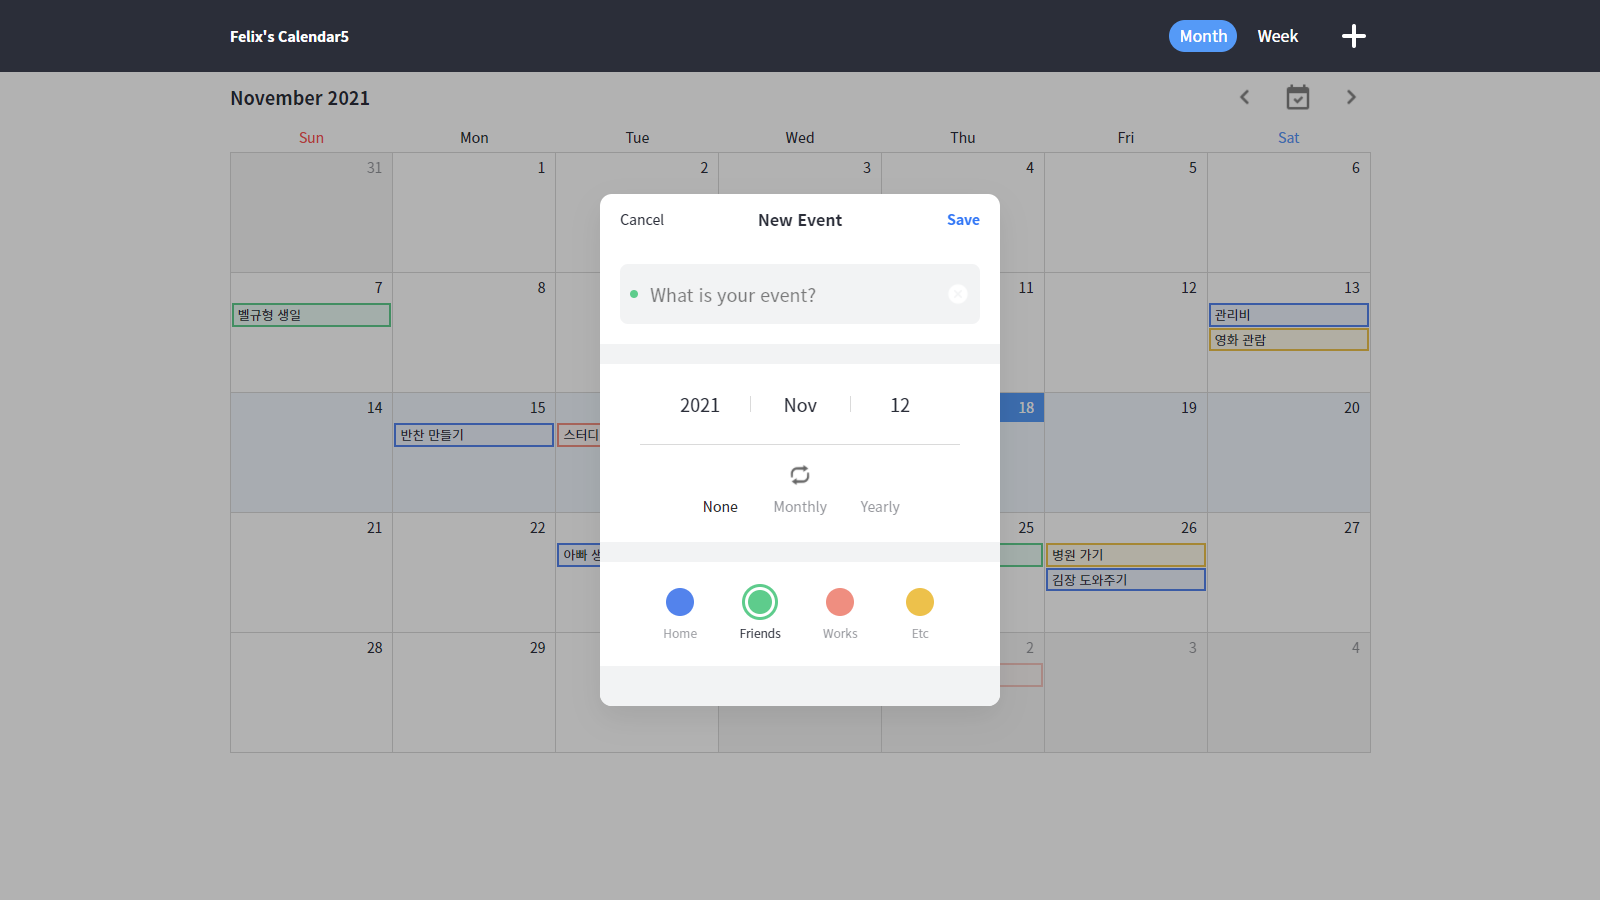 Felix's Calendar5
Month Week
November 2021
Sun Mon Tue Wed Thu Fri Sat
31 1 2 3 4 5 6
Cancel New Event Save
7 8 11 12 13
What is your event?
벨규형 생일 관리비
영화 관람
2021 Nov 12
14 15 18 19 20
반찬 만들기 스터디
None Monthly Yearly
21 22 25 26 27
아빠 병원 가기
김장 도와주기
Home Friends Works Etc
28 29 2 3 4